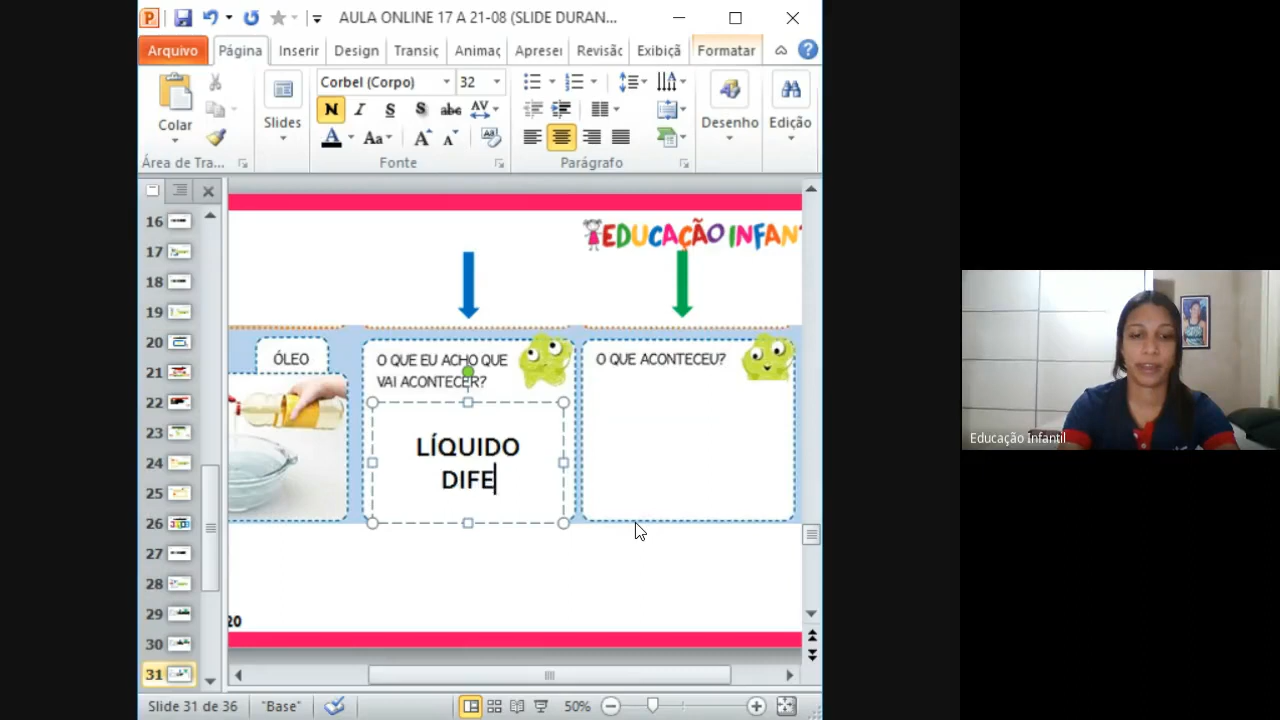 AULA ONLINE 17 A 21-08 (SLIDE DURAN...
Arquivo Página Inserir Design Transiç Animaç Apresei Revisão Exibiçã Formatar
Corbel (Corpo) 32
Colar Slides Desenho Edição
N I S S abc AV
A Aa A A
Área de Tra... Fonte Parágrafo
16
17
18
19
20
21
22
23
24
25
26
27
28
29
30
31
EDUCAÇÃO INFAN
ÓLEO
O QUE EU ACHO QUE
VAI ACONTECER?
O QUE ACONTECEU?
LÍQUIDO
DIFE
20
Slide 31 de 36 "Base" 50%
Educação Infantil